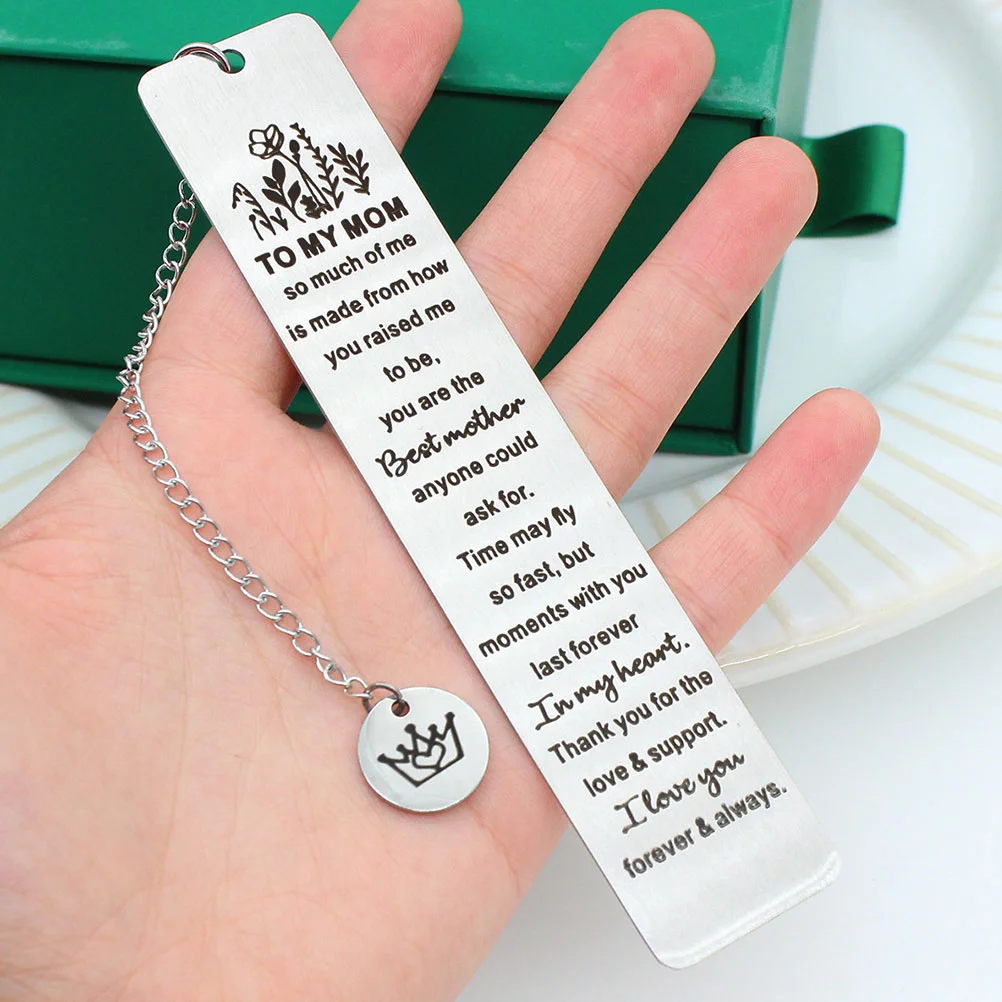 TO MY MOM
so much of me
is made from how
you raised me
to be,
you are the
Best mother
anyone could
ask for.
Time may fly
so fast, but
moments with you
last forever
In my heart.
Thank you for the
love & support.
I love you
forever & always.